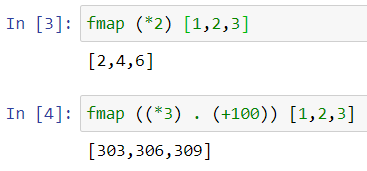 In [3]: fmap (*2) [1,2,3]
[2,4,6]
In [4]: fmap ((*3) . (+100)) [1,2,3]
[303,306,309]